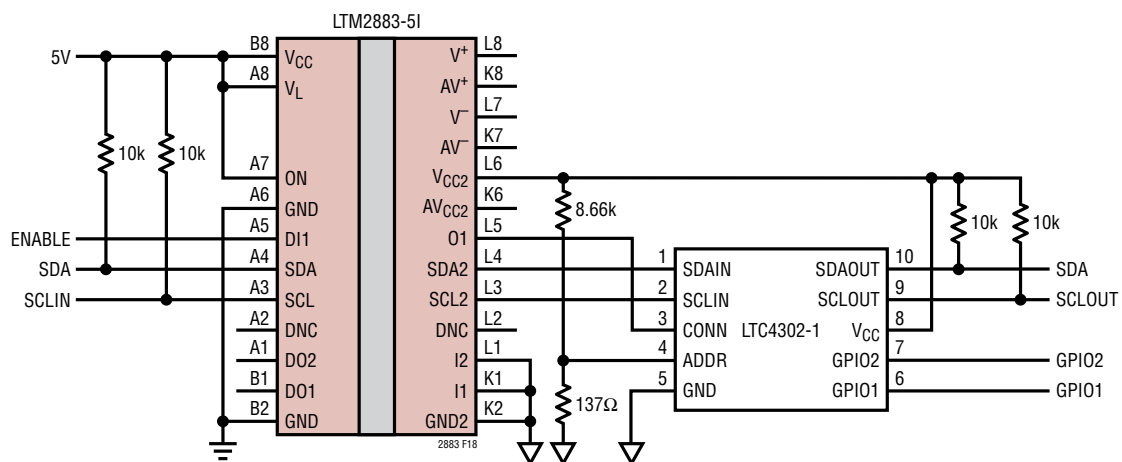 LTM2883-5I
5V
B8 VCC L8 V+
A8 VL K8 AV+
L7 V−
10k 10k K7 AV−
A7 ON L6 VCC2
A6 GND K6 AVCC2 8.66k 10k 10k
ENABLE A5 DI1 L5 O1
SDA A4 SDA L4 SDA2 1 SDAIN SDAOUT 10 SDA
SCLIN A3 SCL L3 SCL2 2 SCLIN SCLOUT 9 SCLOUT
A2 DNC L2 DNC 3 CONN LTC4302-1 VCC 8
A1 DO2 L1 I2 4 ADDR GPIO2 7 GPIO2
B1 DO1 K1 I1 5 GND GPIO1 6 GPIO1
B2 GND K2 GND2 137Ω
2883 F18